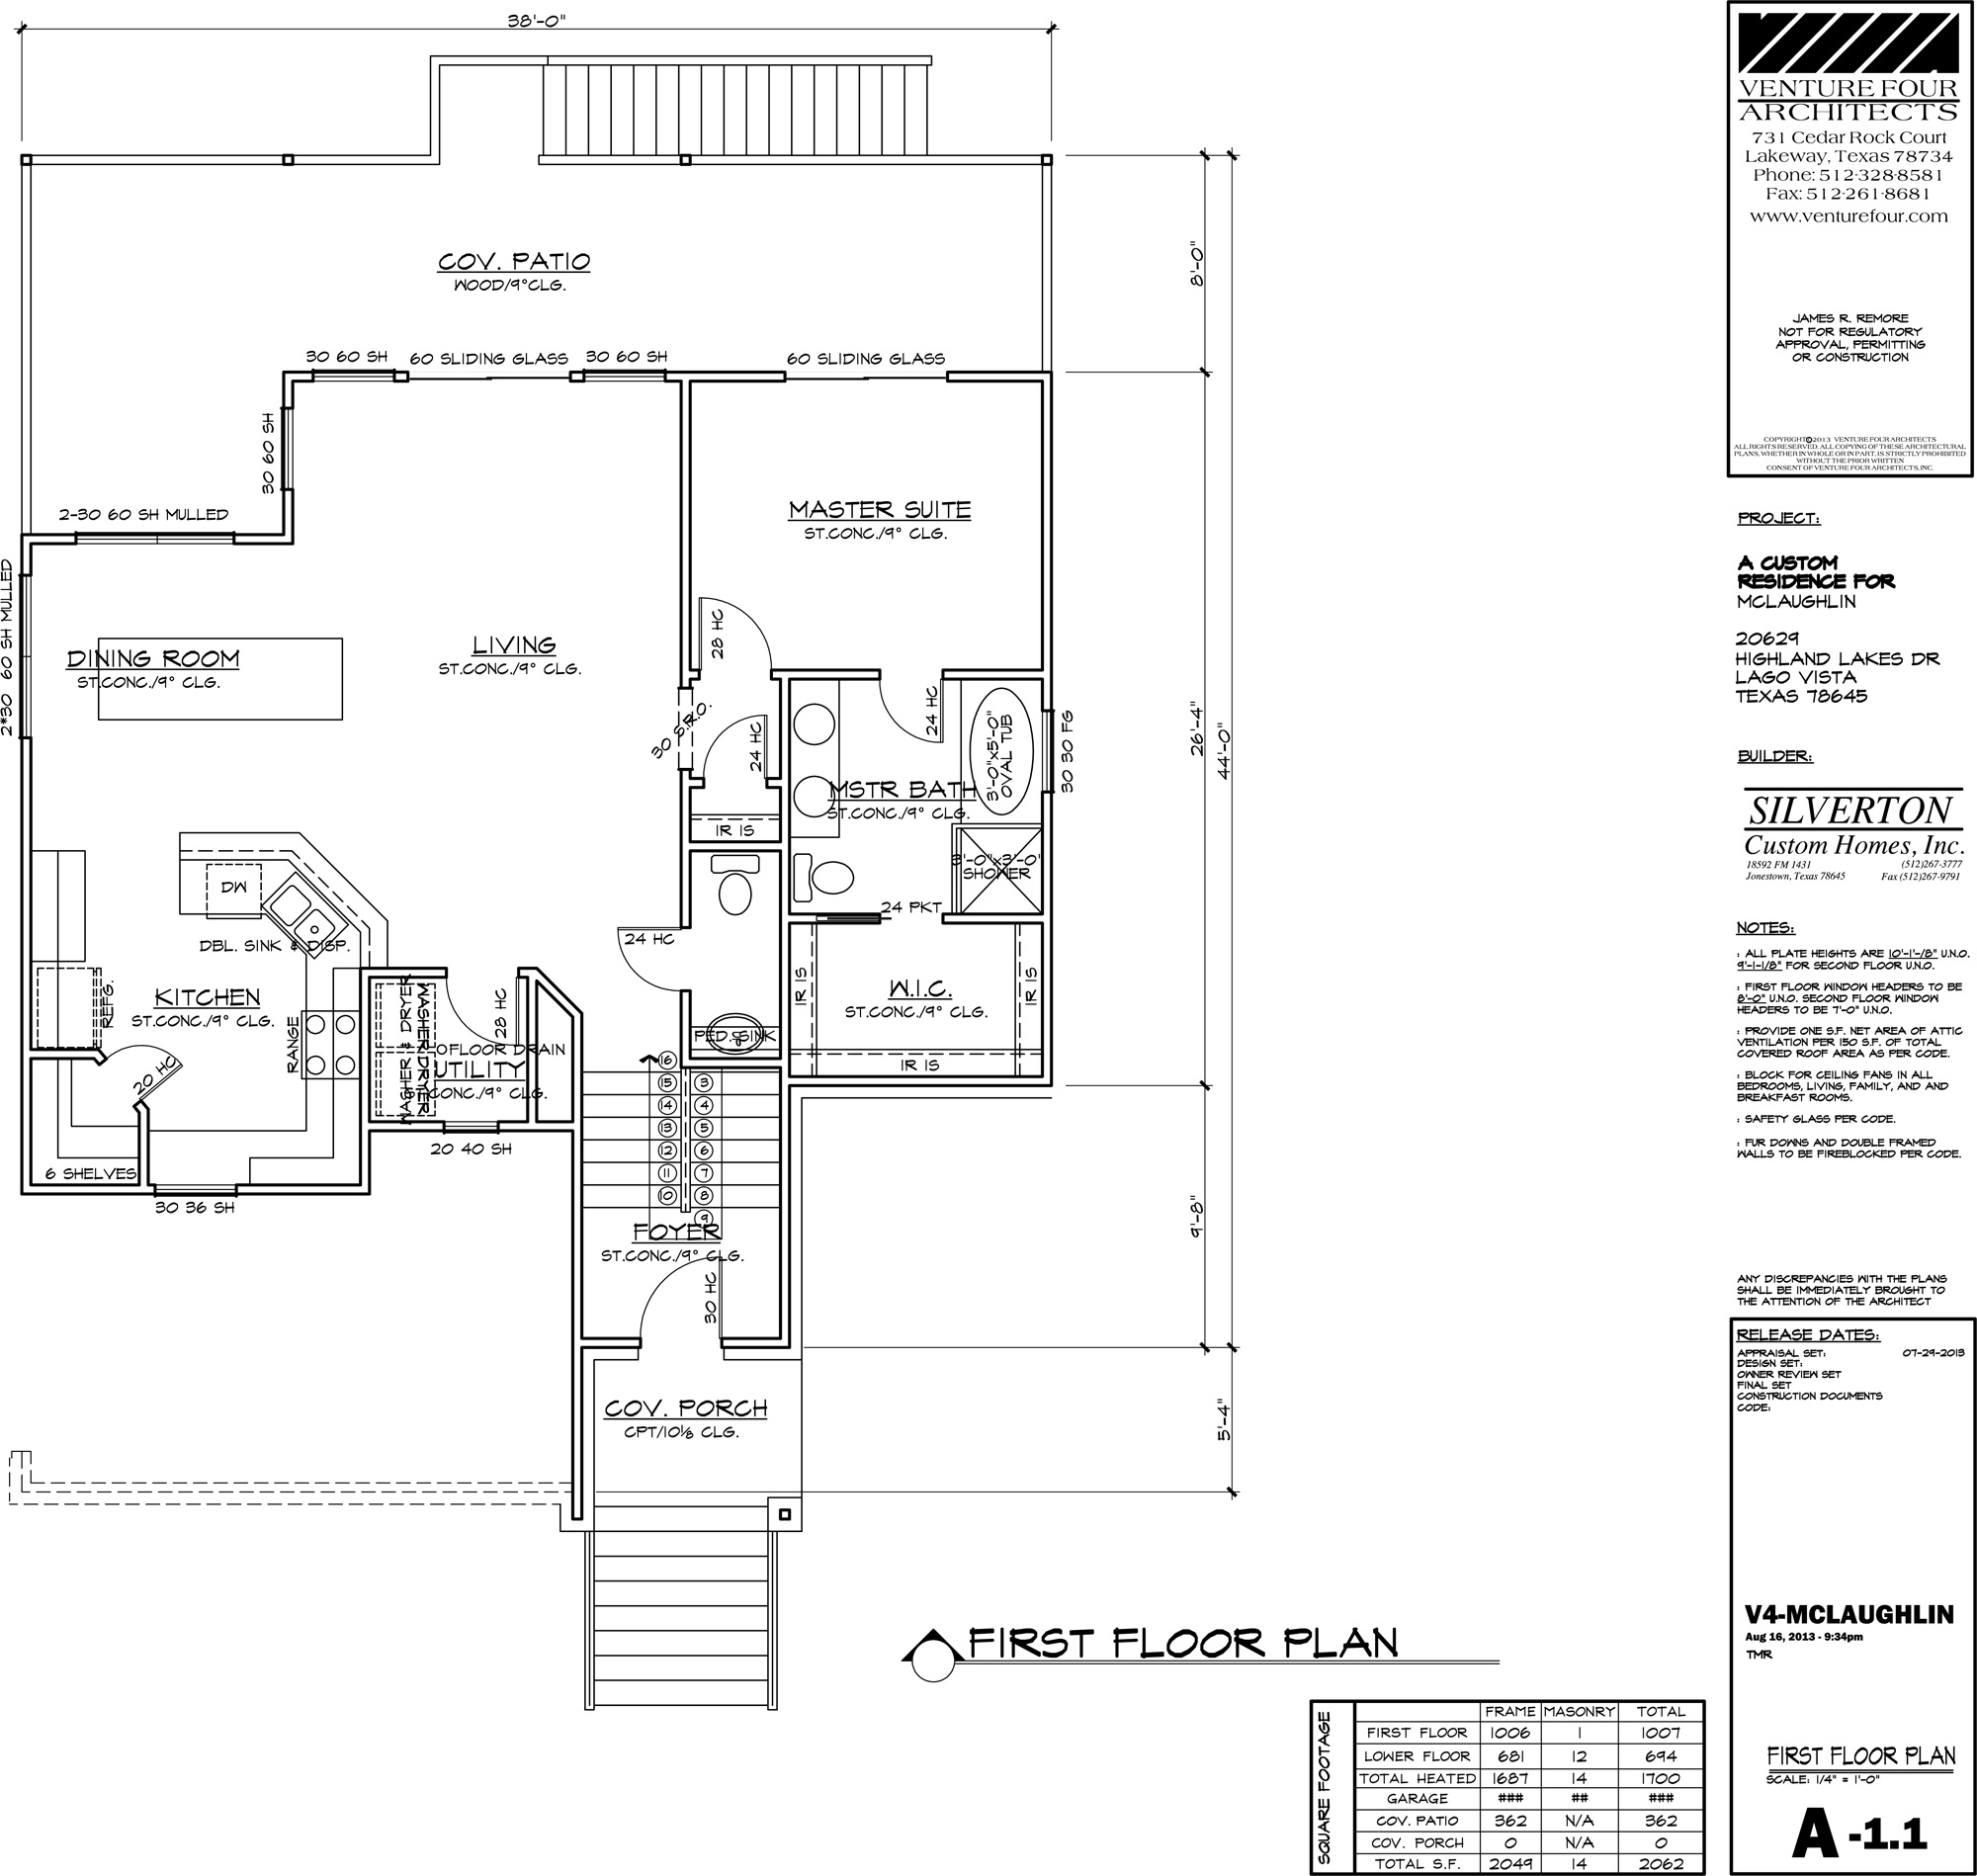 38'-0"
COV. PATIO
WOOD/9°CLG.
8'-0"
30 60 SH
60 SLIDING GLASS
30 60 SH
60 SLIDING GLASS
30 60 SH
2-30 60 SH MULLED
2*30 60 SH MULLED
MASTER SUITE
ST.CONC./9° CLG.
DINING ROOM
ST.CONC./9° CLG.
LIVING
ST.CONC./9° CLG.
28 HC
24 HC
30 S.R.O.
24 HC
3'-0"x5'-0"
OVAL TUB
30 30 FG
26'-4"
44'-0"
MSTR BATH
ST.CONC./9° CLG.
1R 1S
3'-0"x3'-0"
SHOWER
DW
DBL. SINK & DISP.
24 HC
24 PKT
KITCHEN
ST.CONC./9° CLG.
REFG.
RANGE
WASHER & DRYER
WASHER DRYER
28 HC
FLOOR DRAIN
UTILITY
ST.CONC./9° CLG.
PED. SINK
W.I.C.
ST.CONC./9° CLG.
1R 1S
1R 1S
1R 1S
20 HC
6 SHELVES
30 36 SH
20 40 SH
16
15
14
13
12
11
10
3
4
5
6
7
8
9
FOYER
ST.CONC./9° CLG.
30 HC
9'-8"
COV. PORCH
CPT/10⅛ CLG.
5'-4"
FIRST FLOOR PLAN
SQUARE FOOTAGE
FRAME MASONRY TOTAL
FIRST FLOOR 1006 1 1007
LOWER FLOOR 681 12 694
TOTAL HEATED 1687 14 1700
GARAGE ### ## ###
COV. PATIO 362 N/A 362
COV. PORCH 0 N/A 0
TOTAL S.F. 2049 14 2062
VENTURE FOUR
ARCHITECTS
731 Cedar Rock Court
Lakeway, Texas 78734
Phone: 512-328-8581
Fax: 512-261-8681
www.venturefour.com
JAMES R. REMORE
NOT FOR REGULATORY
APPROVAL, PERMITTING
OR CONSTRUCTION
COPYRIGHT©2013 VENTURE FOUR ARCHITECTS
ALL RIGHTS RESERVED. ALL COPYING OF THESE ARCHITECTURAL
PLANS, WHETHER IN WHOLE OR IN PART, IS STRICTLY PROHIBITED
WITHOUT THE PRIOR WRITTEN
CONSENT OF VENTURE FOUR ARCHITECTS, INC.
PROJECT:
A CUSTOM
RESIDENCE FOR
MCLAUGHLIN
20629
HIGHLAND LAKES DR
LAGO VISTA
TEXAS 78645
BUILDER:
SILVERTON
Custom Homes, Inc.
18592 FM 1431 (512)267-3777
Jonestown, Texas 78645 Fax (512)267-9791
NOTES:
: ALL PLATE HEIGHTS ARE 10'-1'-/8" U.N.O.
9'-1-1/8" FOR SECOND FLOOR U.N.O.
: FIRST FLOOR WINDOW HEADERS TO BE
8'-0" U.N.O. SECOND FLOOR WINDOW
HEADERS TO BE 7'-0" U.N.O.
: PROVIDE ONE S.F. NET AREA OF ATTIC
VENTILATION PER 150 S.F. OF TOTAL
COVERED ROOF AREA AS PER CODE.
: BLOCK FOR CEILING FANS IN ALL
BEDROOMS, LIVING, FAMILY, AND AND
BREAKFAST ROOMS.
: SAFETY GLASS PER CODE.
: FUR DOWNS AND DOUBLE FRAMED
WALLS TO BE FIREBLOCKED PER CODE.
ANY DISCREPANCIES WITH THE PLANS
SHALL BE IMMEDIATELY BROUGHT TO
THE ATTENTION OF THE ARCHITECT
RELEASE DATES:
APPRAISAL SET: 07-29-2013
DESIGN SET:
OWNER REVIEW SET
FINAL SET
CONSTRUCTION DOCUMENTS
CODE:
V4-MCLAUGHLIN
Aug 16, 2013 - 9:34pm
TMR
FIRST FLOOR PLAN
SCALE: 1/4" = 1'-0"
A -1.1